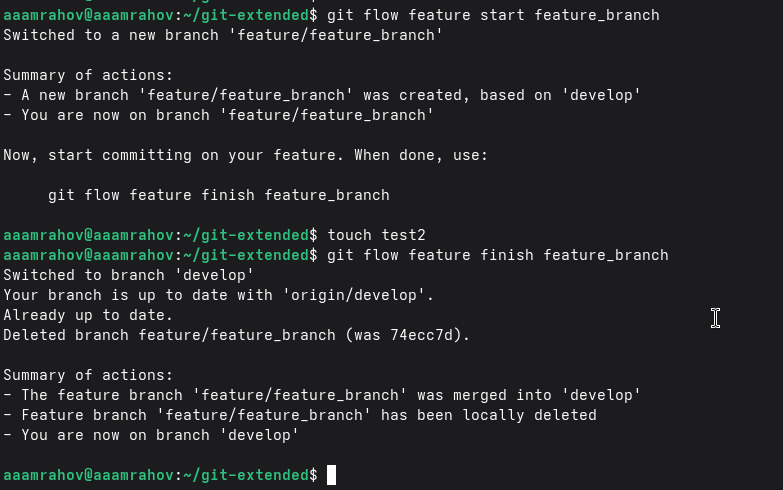 aaamrahov@aaamrahov:~/git-extended$ git flow feature start feature_branch
Switched to a new branch 'feature/feature_branch'
Summary of actions:
- A new branch 'feature/feature_branch' was created, based on 'develop'
- You are now on branch 'feature/feature_branch'
Now, start committing on your feature. When done, use:
git flow feature finish feature_branch
aaamrahov@aaamrahov:~/git-extended$ touch test2
aaamrahov@aaamrahov:~/git-extended$ git flow feature finish feature_branch
Switched to branch 'develop'
Your branch is up to date with 'origin/develop'.
Already up to date.
Deleted branch feature/feature_branch (was 74ecc7d).
Summary of actions:
- The feature branch 'feature/feature_branch' was merged into 'develop'
- Feature branch 'feature/feature_branch' has been locally deleted
- You are now on branch 'develop'
aaamrahov@aaamrahov:~/git-extended$